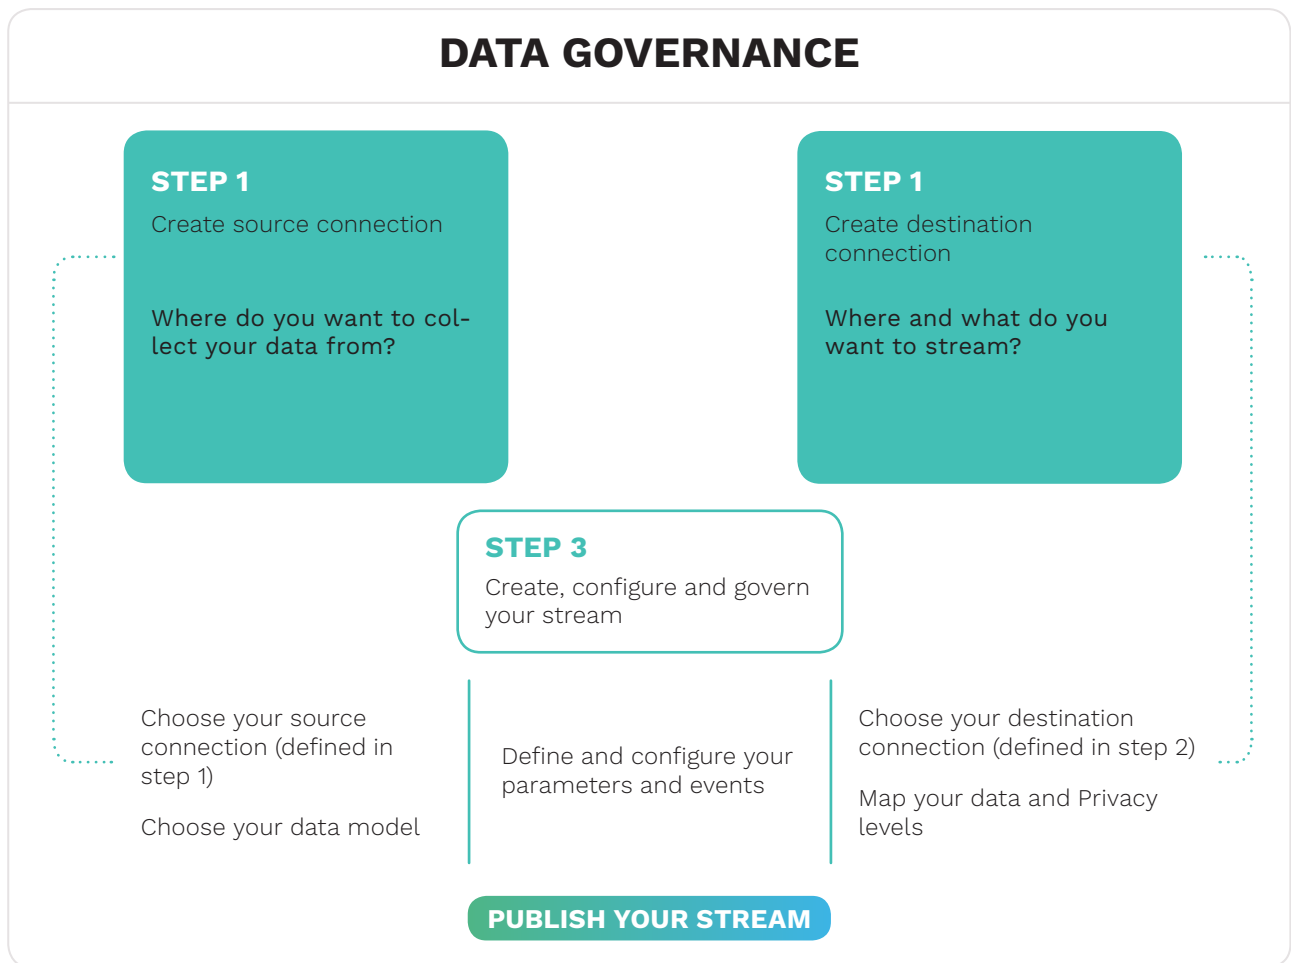 DATA GOVERNANCE
STEP 1
Create source connection
Where do you want to col-
lect your data from?
STEP 1
Create destination
connection
Where and what do you
want to stream?
STEP 3
Create, configure and govern
your stream
Choose your source
connection (defined in
step 1)
Choose your data model
Define and configure your
parameters and events
Choose your destination
connection (defined in step 2)
Map your data and Privacy
levels
PUBLISH YOUR STREAM